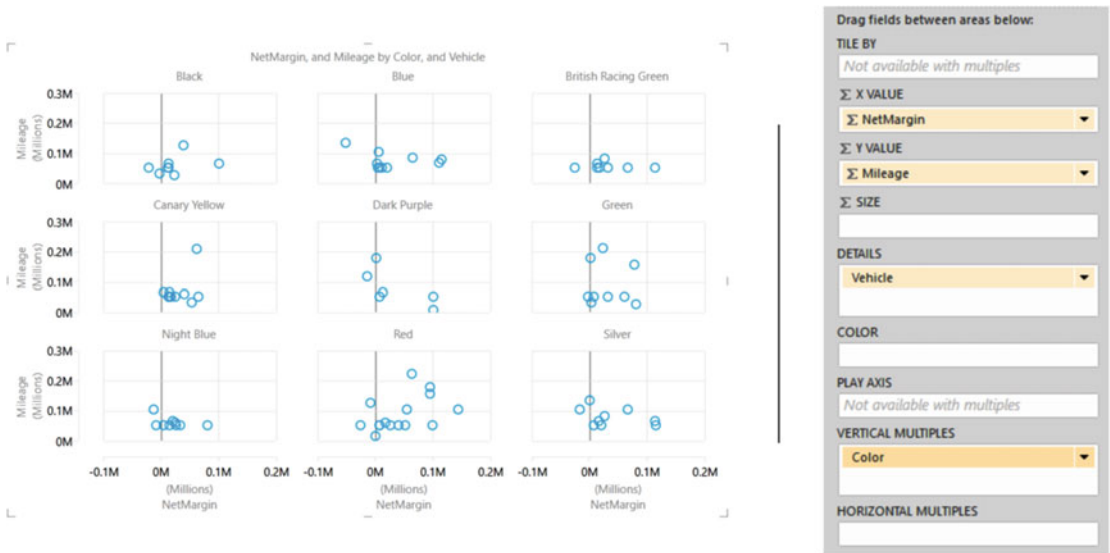 NetMargin, and Mileage by Color, and Vehicle
Black
Blue
British Racing Green
0.3M
0.2M
0.1M
0M
Mileage
(Millions)
Canary Yellow
Dark Purple
Green
0.3M
0.2M
0.1M
0M
Mileage
(Millions)
Night Blue
Red
Silver
0.3M
0.2M
0.1M
0M
Mileage
(Millions)
-0.1M 0M 0.1M 0.2M
-0.1M 0M 0.1M 0.2M
-0.1M 0M 0.1M 0.2M
(Millions)
NetMargin
(Millions)
NetMargin
(Millions)
NetMargin
Drag fields between areas below:
TILE BY
Not available with multiples
Σ X VALUE
Σ NetMargin
Σ Y VALUE
Σ Mileage
Σ SIZE
DETAILS
Vehicle
COLOR
PLAY AXIS
Not available with multiples
VERTICAL MULTIPLES
Color
HORIZONTAL MULTIPLES